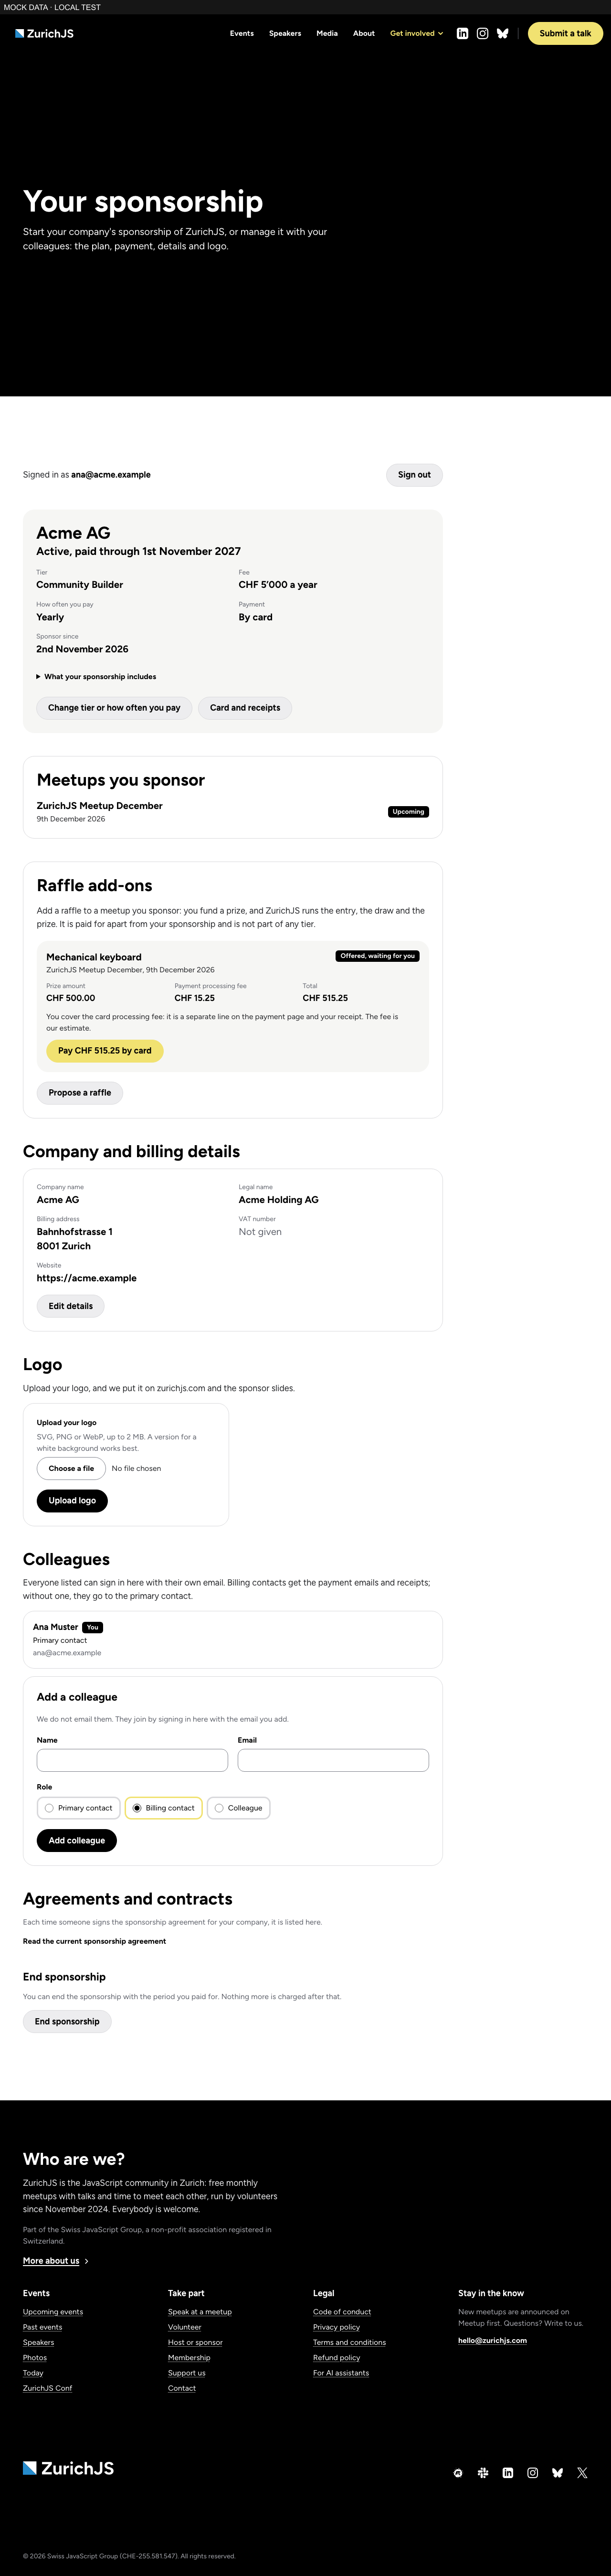 MOCK DATA · LOCAL TEST
ZurichJS
Events
Speakers
Media
About
Get involved
Submit a talk
Your sponsorship
Start your company's sponsorship of ZurichJS, or manage it with your
colleagues: the plan, payment, details and logo.
Signed in as ana@acme.example
Sign out
Acme AG
Active, paid through 1st November 2027
Tier
Community Builder
Fee
CHF 5’000 a year
How often you pay
Yearly
Payment
By card
Sponsor since
2nd November 2026
What your sponsorship includes
Change tier or how often you pay
Card and receipts
Meetups you sponsor
ZurichJS Meetup December
9th December 2026
Upcoming
Raffle add-ons
Add a raffle to a meetup you sponsor: you fund a prize, and ZurichJS runs the entry, the draw and the
prize. It is paid for apart from your sponsorship and is not part of any tier.
Mechanical keyboard
Offered, waiting for you
ZurichJS Meetup December, 9th December 2026
Prize amount
CHF 500.00
Payment processing fee
CHF 15.25
Total
CHF 515.25
You cover the card processing fee: it is a separate line on the payment page and your receipt. The fee is
our estimate.
Pay CHF 515.25 by card
Propose a raffle
Company and billing details
Company name
Acme AG
Legal name
Acme Holding AG
Billing address
Bahnhofstrasse 1
8001 Zurich
VAT number
Not given
Website
https://acme.example
Edit details
Logo
Upload your logo, and we put it on zurichjs.com and the sponsor slides.
Upload your logo
SVG, PNG or WebP, up to 2 MB. A version for a
white background works best.
Choose a file
No file chosen
Upload logo
Colleagues
Everyone listed can sign in here with their own email. Billing contacts get the payment emails and receipts;
without one, they go to the primary contact.
Ana Muster
You
Primary contact
ana@acme.example
Add a colleague
We do not email them. They join by signing in here with the email you add.
Name
Email
Role
Primary contact
Billing contact
Colleague
Add colleague
Agreements and contracts
Each time someone signs the sponsorship agreement for your company, it is listed here.
Read the current sponsorship agreement
End sponsorship
You can end the sponsorship with the period you paid for. Nothing more is charged after that.
End sponsorship
Who are we?
ZurichJS is the JavaScript community in Zurich: free monthly
meetups with talks and time to meet each other, run by volunteers
since November 2024. Everybody is welcome.
Part of the Swiss JavaScript Group, a non-profit association registered in
Switzerland.
More about us
Events
Upcoming events
Past events
Speakers
Photos
Today
ZurichJS Conf
Take part
Speak at a meetup
Volunteer
Host or sponsor
Membership
Support us
Contact
Legal
Code of conduct
Privacy policy
Terms and conditions
Refund policy
For AI assistants
Stay in the know
New meetups are announced on
Meetup first. Questions? Write to us.
hello@zurichjs.com
ZurichJS
© 2026 Swiss JavaScript Group (CHE-255.581.547). All rights reserved.